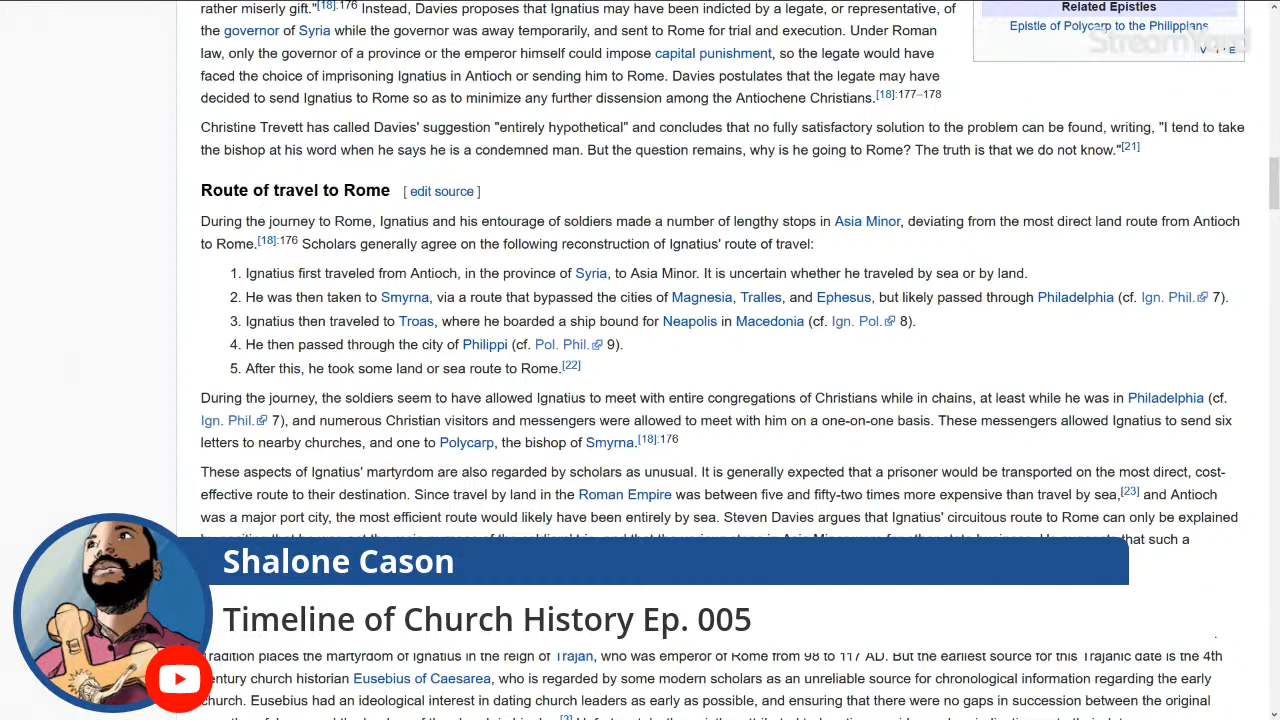 rather miserly gift."[18]:176 Instead, Davies proposes that Ignatius may have been indicted by a legate, or representative, of
the governor of Syria while the governor was away temporarily, and sent to Rome for trial and execution. Under Roman
law, only the governor of a province or the emperor himself could impose capital punishment, so the legate would have
faced the choice of imprisoning Ignatius in Antioch or sending him to Rome. Davies postulates that the legate may have
decided to send Ignatius to Rome so as to minimize any further dissension among the Antiochene Christians.[18]:177–178
Related Epistles
Epistle of Polycarp to the Philippians
StreamYard
V T E
Christine Trevett has called Davies' suggestion "entirely hypothetical" and concludes that no fully satisfactory solution to the problem can be found, writing, "I tend to take
the bishop at his word when he says he is a condemned man. But the question remains, why is he going to Rome? The truth is that we do not know."[21]
Route of travel to Rome [ edit source ]
During the journey to Rome, Ignatius and his entourage of soldiers made a number of lengthy stops in Asia Minor, deviating from the most direct land route from Antioch
to Rome.[18]:176 Scholars generally agree on the following reconstruction of Ignatius' route of travel:
1. Ignatius first traveled from Antioch, in the province of Syria, to Asia Minor. It is uncertain whether he traveled by sea or by land.
2. He was then taken to Smyrna, via a route that bypassed the cities of Magnesia, Tralles, and Ephesus, but likely passed through Philadelphia (cf. Ign. Phil. 7).
3. Ignatius then traveled to Troas, where he boarded a ship bound for Neapolis in Macedonia (cf. Ign. Pol. 8).
4. He then passed through the city of Philippi (cf. Pol. Phil. 9).
5. After this, he took some land or sea route to Rome.[22]
During the journey, the soldiers seem to have allowed Ignatius to meet with entire congregations of Christians while in chains, at least while he was in Philadelphia (cf.
Ign. Phil. 7), and numerous Christian visitors and messengers were allowed to meet with him on a one-on-one basis. These messengers allowed Ignatius to send six
letters to nearby churches, and one to Polycarp, the bishop of Smyrna.[18]:176
These aspects of Ignatius' martyrdom are also regarded by scholars as unusual. It is generally expected that a prisoner would be transported on the most direct, cost-
effective route to their destination. Since travel by land in the Roman Empire was between five and fifty-two times more expensive than travel by sea,[23] and Antioch
was a major port city, the most efficient route would likely have been entirely by sea. Steven Davies argues that Ignatius' circuitous route to Rome can only be explained
that such a
Shalone Cason
Timeline of Church History Ep. 005
Tradition places the martyrdom of Ignatius in the reign of Trajan, who was emperor of Rome from 98 to 117 AD. But the earliest source for this Trajanic date is the 4th
century church historian Eusebius of Caesarea, who is regarded by some modern scholars as an unreliable source for chronological information regarding the early
church. Eusebius had an ideological interest in dating church leaders as early as possible, and ensuring that there were no gaps in succession between the original